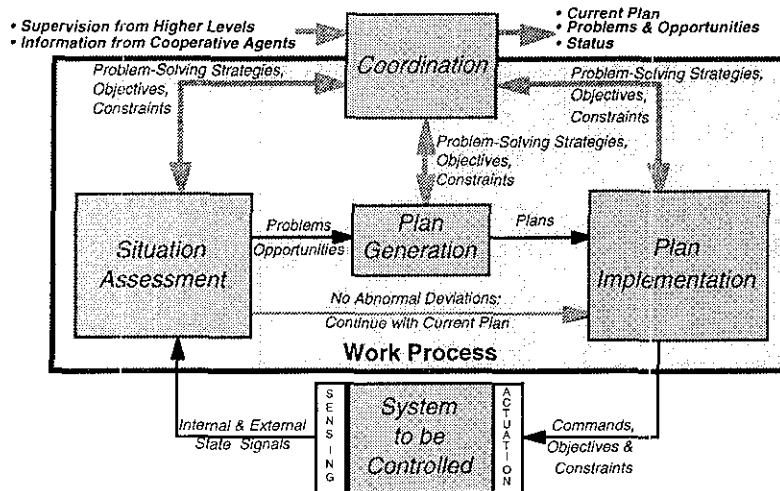 • Supervision from Higher Levels
• Information from Cooperative Agents
• Current Plan
• Problems & Opportunities
• Status
Coordination
Problem-Solving Strategies,
Objectives,
Constraints
Problem-Solving Strategies,
Objectives,
Constraints
Problem-Solving Strategies,
Objectives,
Constraints
Situation
Assessment
Problems
Opportunities
Plan
Generation
Plans
Plan
Implementation
No Abnormal Deviations:
Continue with Current Plan
Work Process
Internal & External
State Signals
SENSING
System
to be
Controlled
ACTUATION
Commands,
Objectives &
Constraints